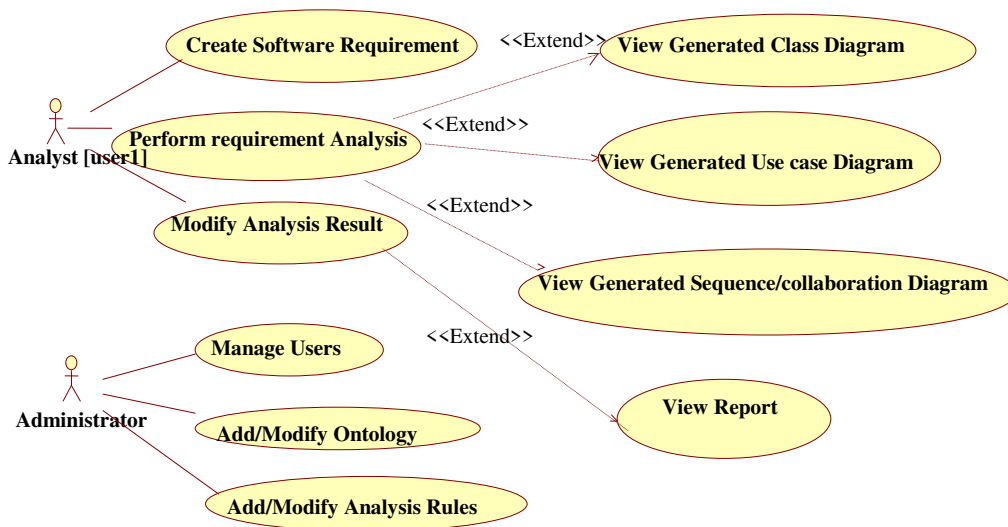 Create Software Requirement
<<Extend>>
View Generated Class Diagram
Analyst [user1]
Perform requirement Analysis
<<Extend>>
View Generated Use case Diagram
Modify Analysis Result
<<Extend>>
View Generated Sequence/collaboration Diagram
<<Extend>>
View Report
Administrator
Manage Users
Add/Modify Ontology
Add/Modify Analysis Rules